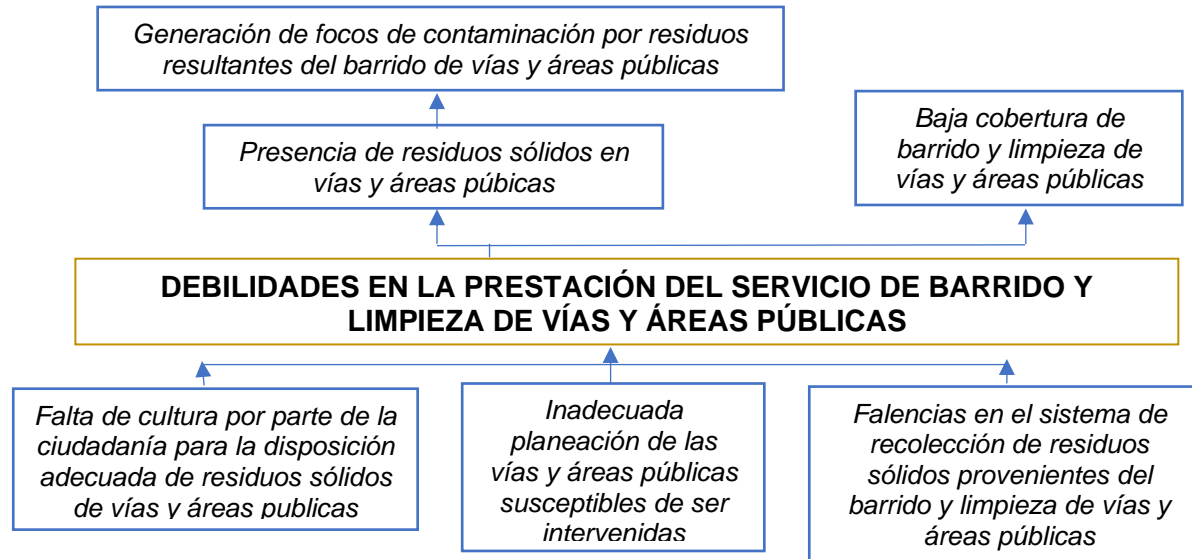 Generación de focos de contaminación por residuos
resultantes del barrido de vías y áreas públicas
Presencia de residuos sólidos en
vías y áreas púbicas
Baja cobertura de
barrido y limpieza de
vías y áreas públicas
DEBILIDADES EN LA PRESTACIÓN DEL SERVICIO DE BARRIDO Y
LIMPIEZA DE VÍAS Y ÁREAS PÚBLICAS
Falta de cultura por parte de la
ciudadanía para la disposición
adecuada de residuos sólidos
de vías y áreas publicas
Inadecuada
planeación de las
vías y áreas públicas
susceptibles de ser
intervenidas
Falencias en el sistema de
recolección de residuos
sólidos provenientes del
barrido y limpieza de vías y
áreas públicas